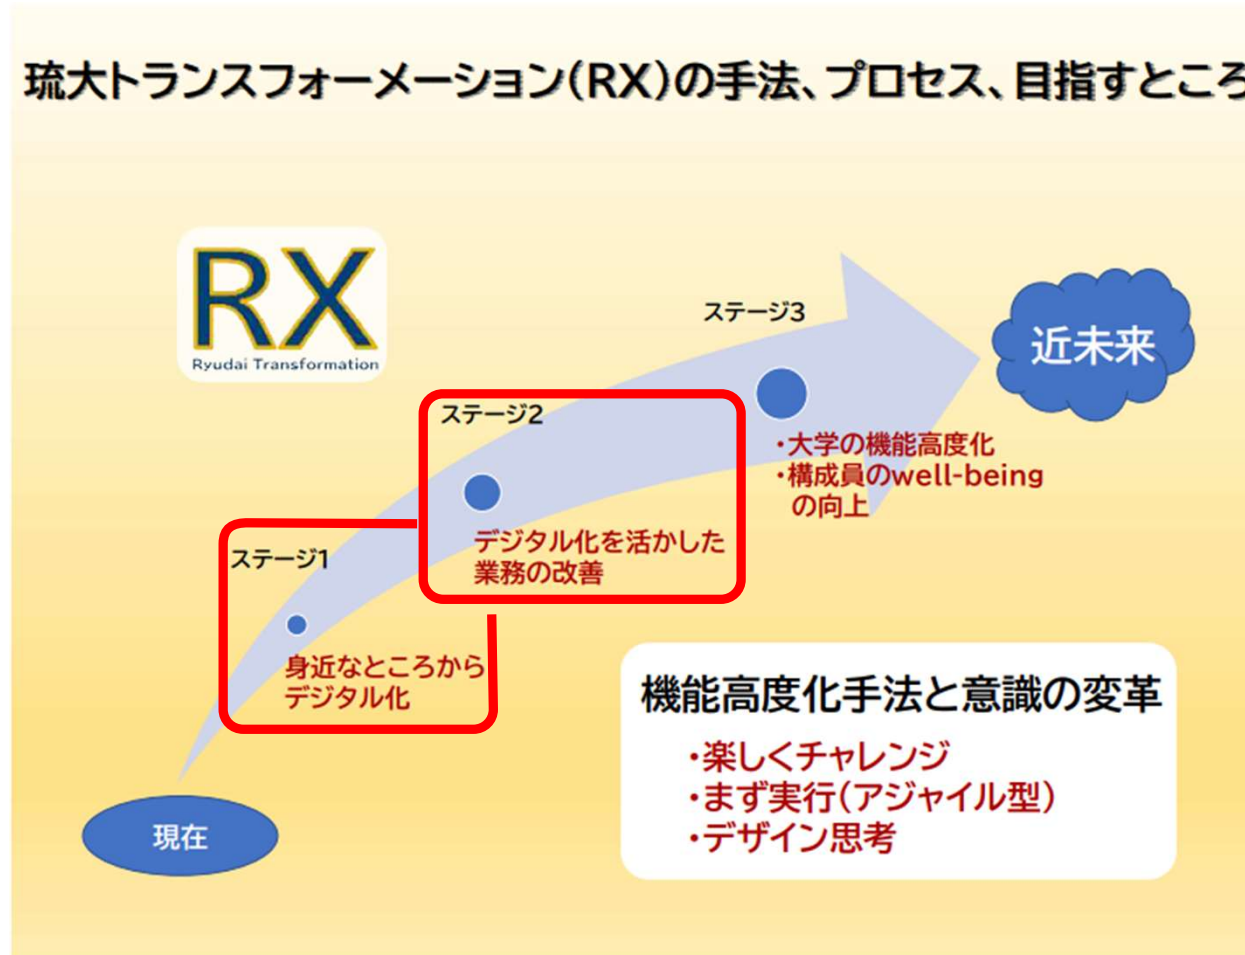 琉大トランスフォーメーション(RX)の手法、プロセス、目指すところ
RX
Ryudai Transformation
ステージ3
近未来
・大学の機能高度化
・構成員のwell-being
の向上
ステージ2
デジタル化を活かした
業務の改善
ステージ1
身近なところから
デジタル化
機能高度化手法と意識の変革
・楽しくチャレンジ
・まず実行(アジャイル型)
・デザイン思考
現在